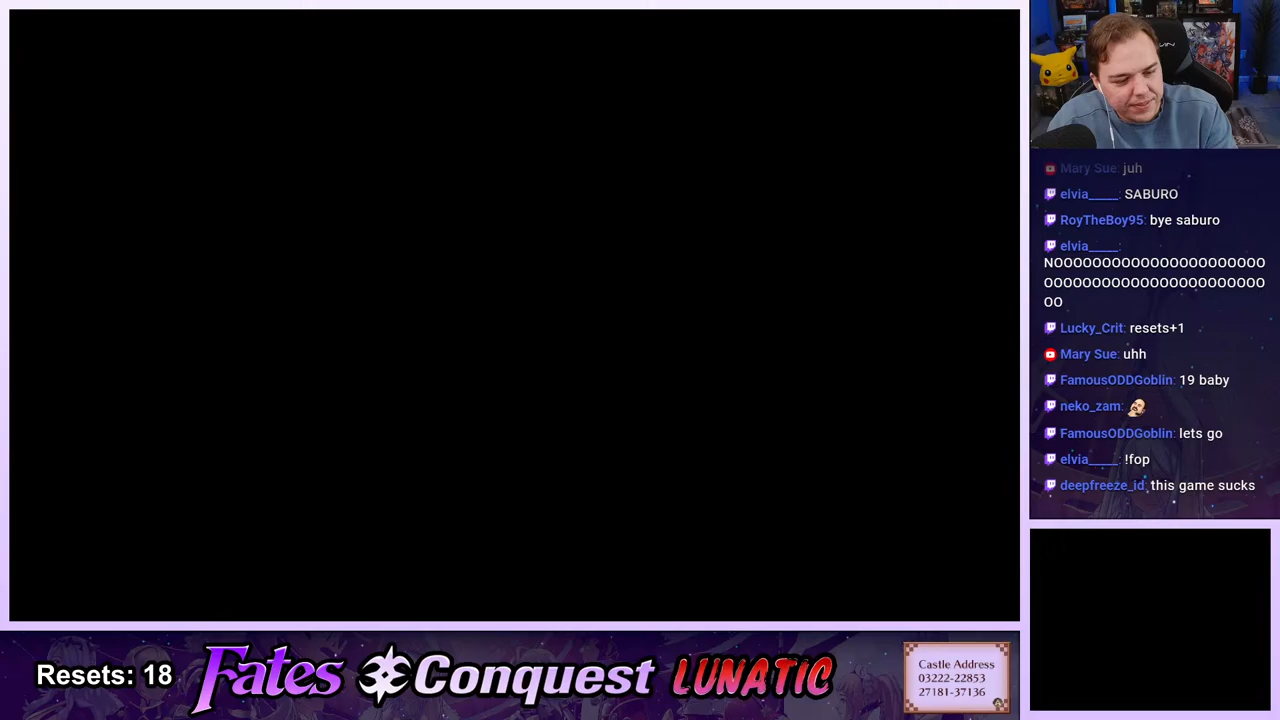 Mary Sue: juh
elvia_____: SABURO
RoyTheBoy95: bye saburo
elvia_____:
NOOOOOOOOOOOOOOOOOOOOOO
OOOOOOOOOOOOOOOOOOOOOOO
OO
Lucky_Crit: resets+1
Mary Sue: uhh
FamousODDGoblin: 19 baby
neko_zam:
FamousODDGoblin: lets go
elvia_____: !fop
deepfreeze_id: this game sucks
Resets: 18
Fates Conquest LUNATIC
Castle Address
03222-22853
27181-37136